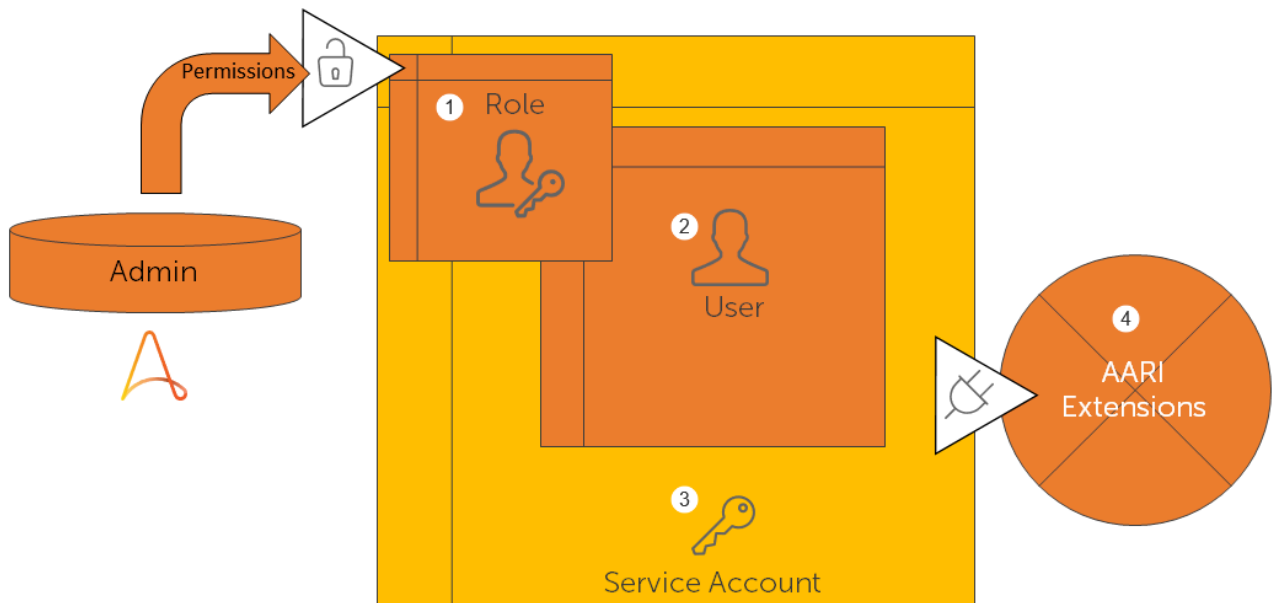 Permissions
Admin
1
Role
2
User
3
Service Account
4
AARI
Extensions